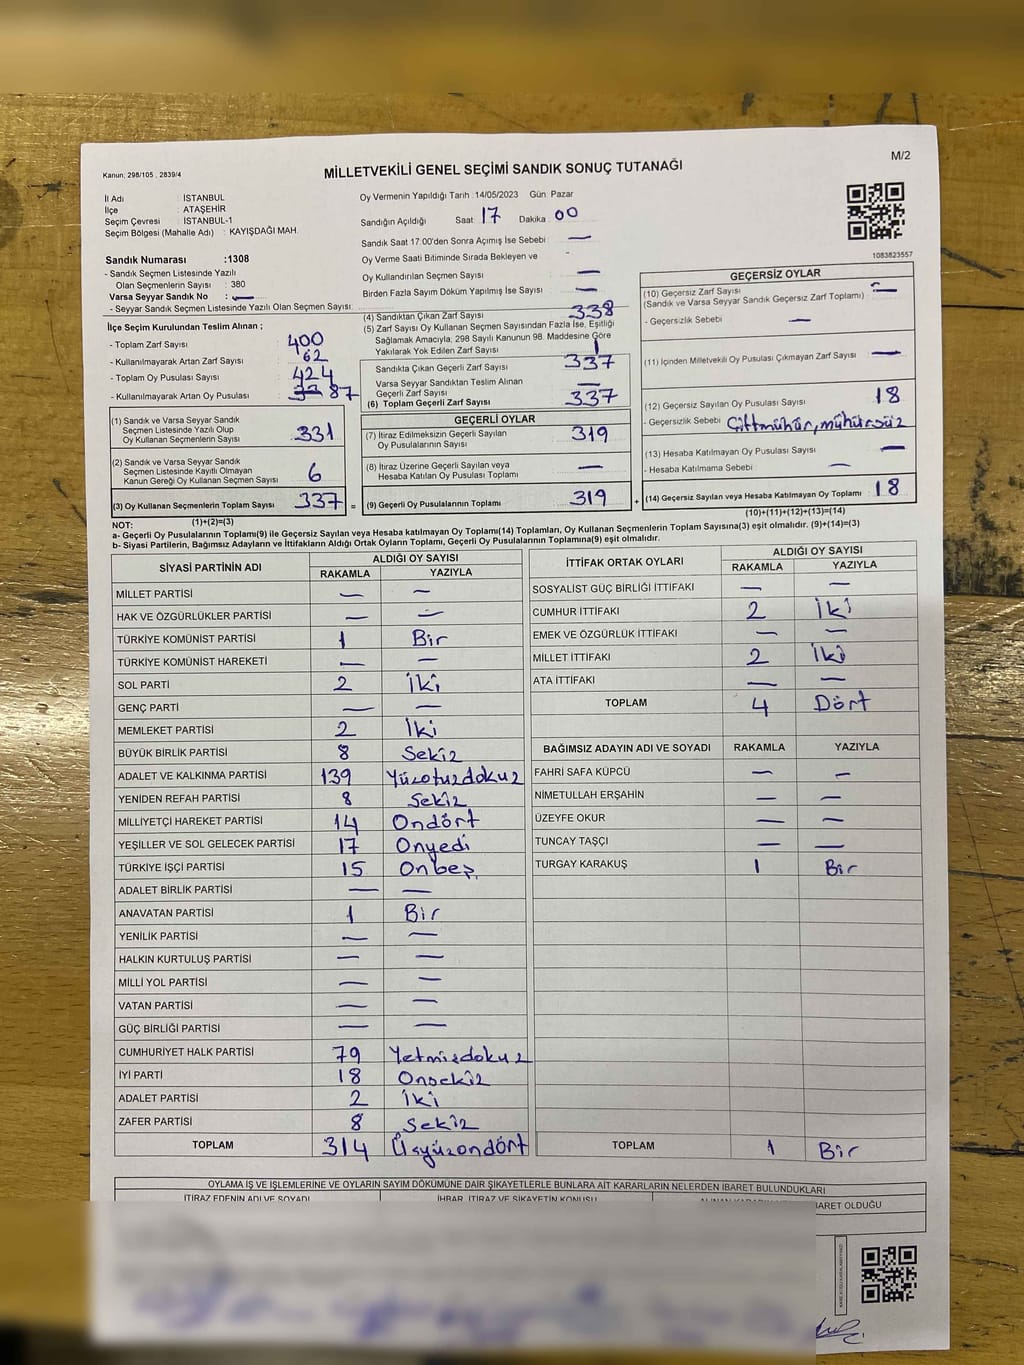 M/2
Kanun; 298/105 , 2839/4
MİLLETVEKİLİ GENEL SEÇİMİ SANDIK SONUÇ TUTANAĞI
İl Adı : İSTANBUL
İlçe : ATAŞEHİR
Seçim Çevresi : İSTANBUL-1
Seçim Bölgesi (Mahalle Adı) : KAYIŞDAĞI MAH.
Sandık Numarası :1308
- Sandık Seçmen Listesinde Yazılı
Olan Seçmenlerin Sayısı : 380
Varsa Seyyar Sandık No : —
- Seyyar Sandık Seçmen Listesinde Yazılı Olan Seçmen Sayısı:
İlçe Seçim Kurulundan Teslim Alınan ;
- Toplam Zarf Sayısı 400
- Kullanılmayarak Artan Zarf Sayısı 62
- Toplam Oy Pusulası Sayısı 424
- Kullanılmayarak Artan Oy Pusulası 87
(1) Sandık ve Varsa Seyyar Sandık
Seçmen Listesinde Yazılı Olup
Oy Kullanan Seçmenlerin Sayısı 331
(2) Sandık ve Varsa Seyyar Sandık
Seçmen Listesinde Kayıtlı Olmayan
Kanun Gereği Oy Kullanan Seçmen Sayısı 6
(3) Oy Kullanan Seçmenlerin Toplam Sayısı 337 =
(1)+(2)=(3)
Oy Vermenin Yapıldığı Tarih : 14/05/2023 Gün: Pazar
Sandığın Açıldığı Saat: 17 Dakika: 00
Sandık Saat 17:00'den Sonra Açımış İse Sebebi : —
Oy Verme Saati Bitiminde Sırada Bekleyen ve -
Oy Kullandırılan Seçmen Sayısı —
Birden Fazla Sayım Döküm Yapılmış İse Sayısı : —
(4) Sandıktan Çıkan Zarf Sayısı 338
(5) Zarf Sayısı Oy Kullanan Seçmen Sayısından Fazla İse, Eşitliği
Sağlamak Amacıyla; 298 Sayılı Kanunun 98. Maddesine Göre
Yakılarak Yok Edilen Zarf Sayısı 1
Sandıkta Çıkan Geçerli Zarf Sayısı 337
Varsa Seyyar Sandıktan Teslim Alınan
Geçerli Zarf Sayısı —
(6) Toplam Geçerli Zarf Sayısı 337
GEÇERLİ OYLAR
(7) İtiraz Edilmeksizin Geçerli Sayılan
Oy Pusulalarının Sayısı 319
(8) İtiraz Üzerine Geçerli Sayılan veya
Hesaba Katılan Oy Pusulası Toplamı —
(9) Geçerli Oy Pusulalarının Toplamı 319 +
1083823557
GEÇERSİZ OYLAR
(10) Geçersiz Zarf Sayısı —
(Sandık ve Varsa Seyyar Sandık Geçersiz Zarf Toplamı)
- Geçersizlik Sebebi : —
(11) İçinden Milletvekili Oy Pusulası Çıkmayan Zarf Sayısı —
(12) Geçersiz Sayılan Oy Pusulası Sayısı 18
- Geçersizlik Sebebi : Çiftmühür, mühürsüz
(13) Hesaba Katılmayan Oy Pusulası Sayısı —
- Hesaba Katılmama Sebebi : —
(14) Geçersiz Sayılan veya Hesaba Katılmayan Oy Toplamı 18
(10)+(11)+(12)+(13)=(14)
NOT:
a- Geçerli Oy Pusulalarının Toplamı(9) ile Geçersiz Sayılan veya Hesaba katılmayan Oy Toplamı(14) Toplamları, Oy Kullanan Seçmenlerin Toplam Sayısına(3) eşit olmalıdır. (9)+(14)=(3)
b- Siyasi Partilerin, Bağımsız Adayların ve İttifakların Aldığı Ortak Oyların Toplamı, Geçerli Oy Pusulalarının Toplamına(9) eşit olmalıdır.
SİYASİ PARTİNİN ADI ALDIĞI OY SAYISI
RAKAMLA YAZIYLA
MİLLET PARTİSİ — —
HAK VE ÖZGÜRLÜKLER PARTİSİ — —
TÜRKİYE KOMÜNİST PARTİSİ 1 Bir
TÜRKİYE KOMÜNİST HAREKETİ — —
SOL PARTİ 2 İki
GENÇ PARTİ — —
MEMLEKET PARTİSİ 2 İki
BÜYÜK BİRLİK PARTİSİ 8 Sekiz
ADALET VE KALKINMA PARTİSİ 139 Yüzotuzdokuz
YENİDEN REFAH PARTİSİ 8 Sekiz
MİLLİYETÇİ HAREKET PARTİSİ 14 Ondört
YEŞİLLER VE SOL GELECEK PARTİSİ 17 Onyedi
TÜRKİYE İŞÇİ PARTİSİ 15 Onbeş
ADALET BİRLİK PARTİSİ — —
ANAVATAN PARTİSİ 1 Bir
YENİLİK PARTİSİ — —
HALKIN KURTULUŞ PARTİSİ — —
MİLLİ YOL PARTİSİ — —
VATAN PARTİSİ — —
GÜÇ BİRLİĞİ PARTİSİ — —
CUMHURİYET HALK PARTİSİ 79 Yetmişdokuz
İYİ PARTİ 18 Onsekiz
ADALET PARTİSİ 2 İki
ZAFER PARTİSİ 8 Sekiz
TOPLAM 314 Üçyüzondört
İTTİFAK ORTAK OYLARI ALDIĞI OY SAYISI
RAKAMLA YAZIYLA
SOSYALİST GÜÇ BİRLİĞİ İTTİFAKI — —
CUMHUR İTTİFAKI 2 İki
EMEK VE ÖZGÜRLÜK İTTİFAKI — —
MİLLET İTTİFAKI 2 İki
ATA İTTİFAKI — —
TOPLAM 4 Dört
BAĞIMSIZ ADAYIN ADI VE SOYADI RAKAMLA YAZIYLA
FAHRİ SAFA KÜPCÜ — —
NİMETULLAH ERŞAHİN — —
ÜZEYFE OKUR — —
TUNCAY TAŞÇI — —
TURGAY KARAKUŞ 1 Bir
TOPLAM 1 Bir
OYLAMA İŞ VE İŞLEMLERİNE VE OYLARIN SAYIM DÖKÜMÜNE DAİR ŞİKAYETLERLE BUNLARA AİT KARARLARIN NELERDEN İBARET BULUNDUKLARI
İTİRAZ EDENİN ADI VE SOYADI İHBAR, İTİRAZ VE ŞİKAYETİN KONUSU İBARET OLDUĞU